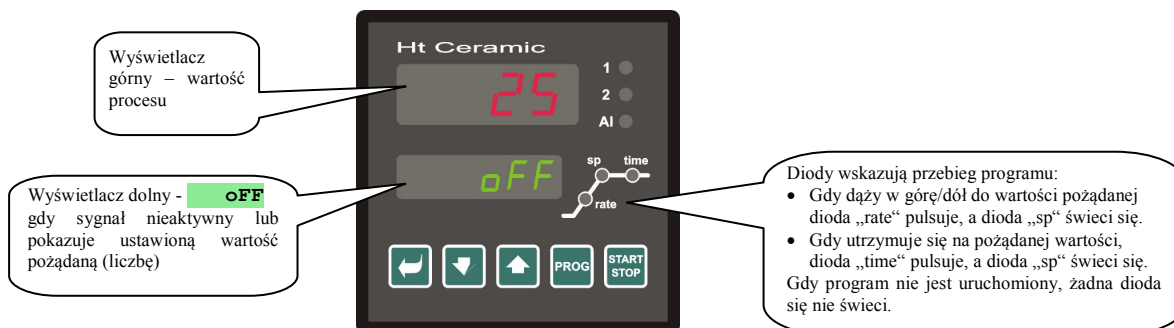 Wyświetlacz
górny – wartość
procesu
Ht Ceramic
25
1
2
Al
oFF
sp
time
rate
PROG
START
STOP
Wyświetlacz dolny - oFF
gdy sygnał nieaktywny lub
pokazuje ustawioną wartość
pożądaną (liczbę)
Diody wskazują przebieg programu:
• Gdy dąży w górę/dół do wartości pożądanej
dioda „rate“ pulsuje, a dioda „sp“ świeci się.
• Gdy utrzymuje się na pożądanej wartości,
dioda „time“ pulsuje, a dioda „sp“ świeci się.
Gdy program nie jest uruchomiony, żadna dioda
się nie świeci.